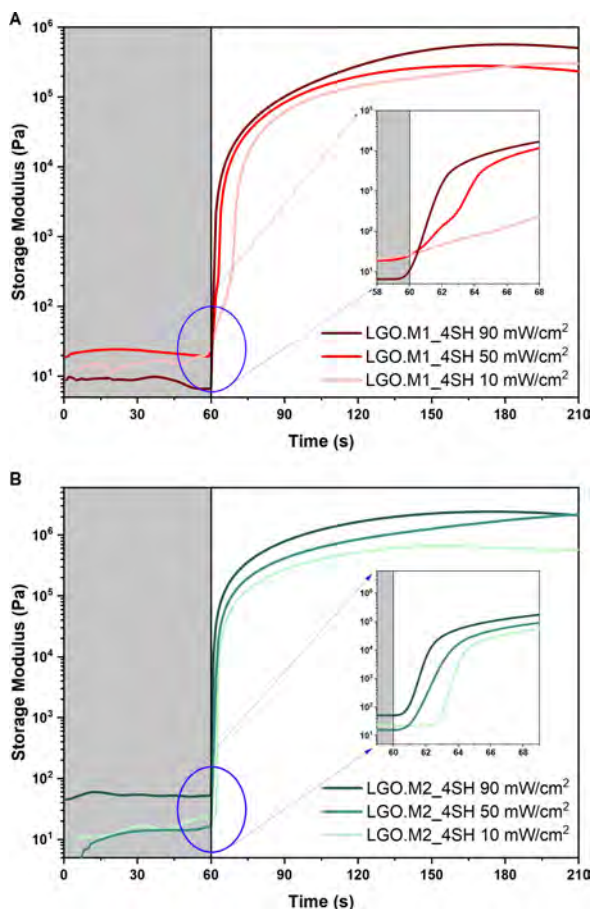 A
10⁶
10⁵
10⁴
10³
10²
10¹
Storage Modulus (Pa)
0 30 60 90 120 150 180 210
Time (s)
10⁵
10⁴
10³
10²
10¹
58 60 62 64 66 68
LGO.M1_4SH 90 mW/cm²
LGO.M1_4SH 50 mW/cm²
LGO.M1_4SH 10 mW/cm²
B
10⁶
10⁵
10⁴
10³
10²
10¹
Storage Modulus (Pa)
0 30 60 90 120 150 180 210
Time (s)
10⁶
10⁵
10⁴
10³
10²
10¹
60 62 64 66 68
LGO.M2_4SH 90 mW/cm²
LGO.M2_4SH 50 mW/cm²
LGO.M2_4SH 10 mW/cm²